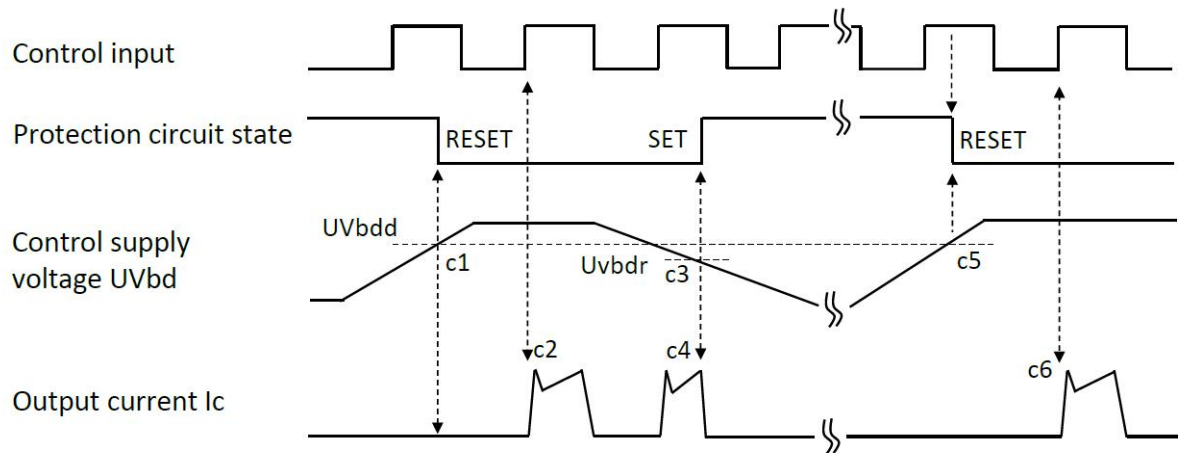 Control input
Protection circuit state
RESET
SET
RESET
UVbdd
Control supply
voltage UVbd
c1
Uvbdr
c3
c5
c2
c4
c6
Output current Ic